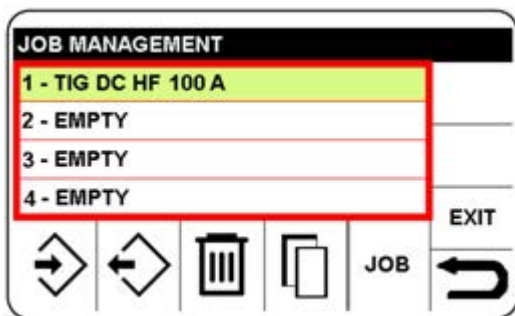 JOB MANAGEMENT
1 - TIG DC HF 100 A
2 - EMPTY
3 - EMPTY
4 - EMPTY
EXIT
JOB